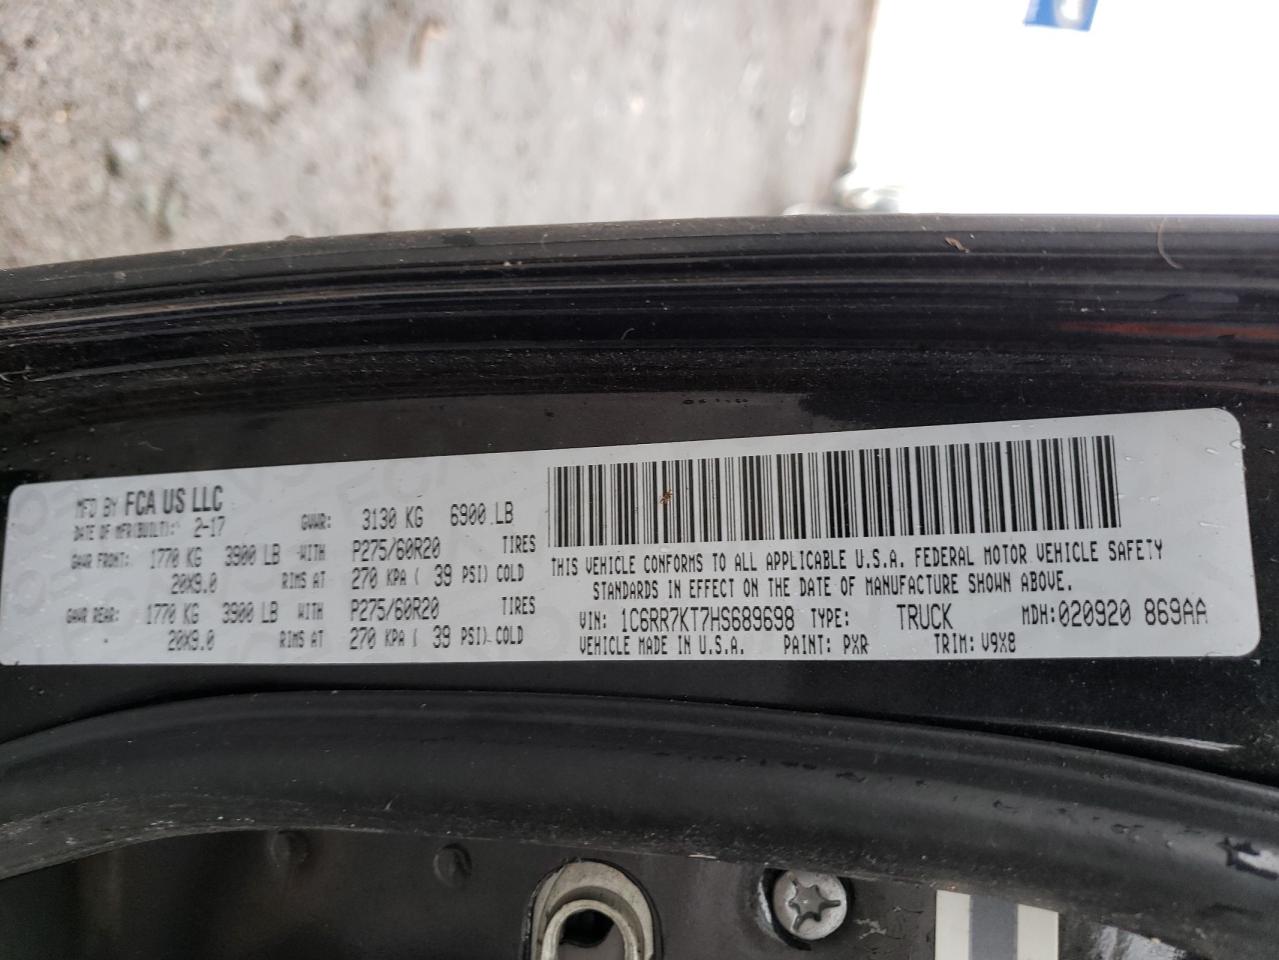 MFD BY FCA US LLC
DATE OF MFR(BUILT): 2-17 GVWR: 3130 KG 6900 LB
GAWR FRONT: 1770 KG 3900 LB WITH P275/60R20 TIRES
20X9.0 RIMS AT 270 KPA ( 39 PSI) COLD
GAWR REAR: 1770 KG 3900 LB WITH P275/60R20 TIRES
- 20X9.0 RIMS AT 270 KPA ( 39 PSI) COLD
THIS VEHICLE CONFORMS TO ALL APPLICABLE U.S.A. FEDERAL MOTOR VEHICLE SAFETY
STANDARDS IN EFFECT ON THE DATE OF MANUFACTURE SHOWN ABOVE.
VIN: 1C6RR7KT7HS689698 TYPE: TRUCK MDH:020920 869AA
VEHICLE MADE IN U.S.A. PAINT: PXR TRIM: V9X8